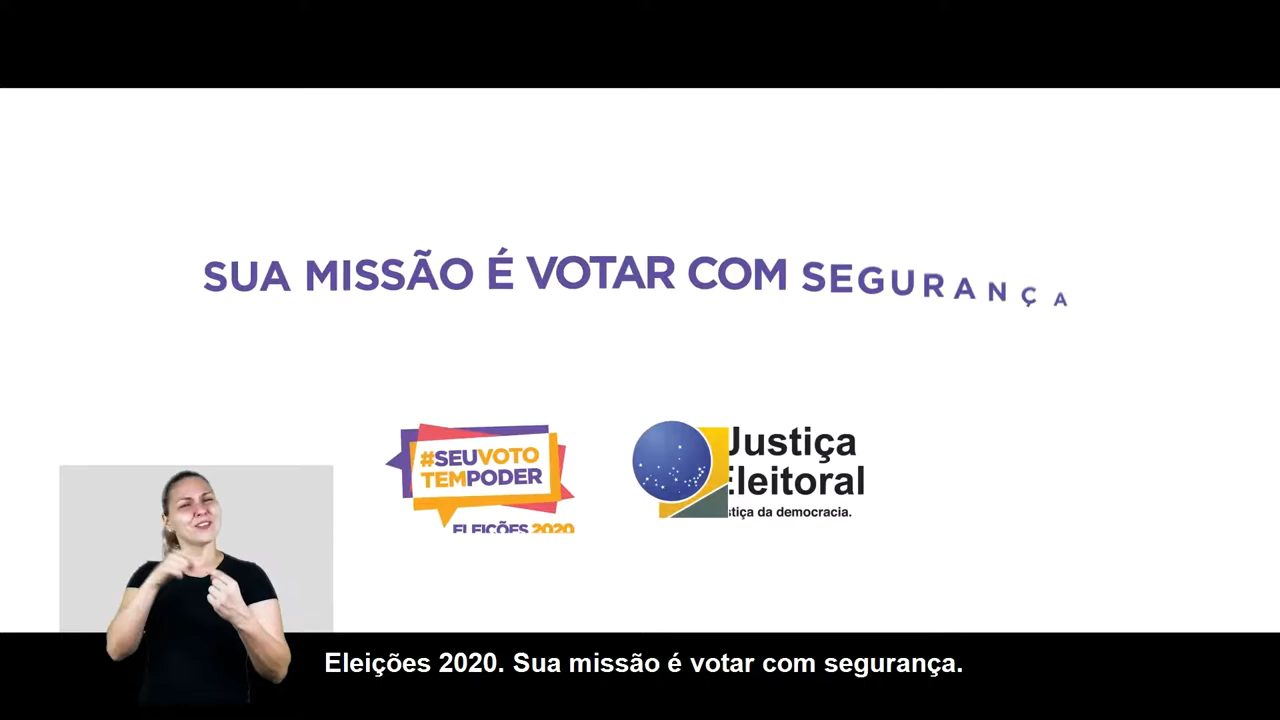 SUA MISSÃO É VOTAR COM SEGURANÇA
#SEUVOTO
TEMPODER
ELEIÇÕES 2020
Justiça
Eleitoral
stiça da democracia.
Eleições 2020. Sua missão é votar com segurança.